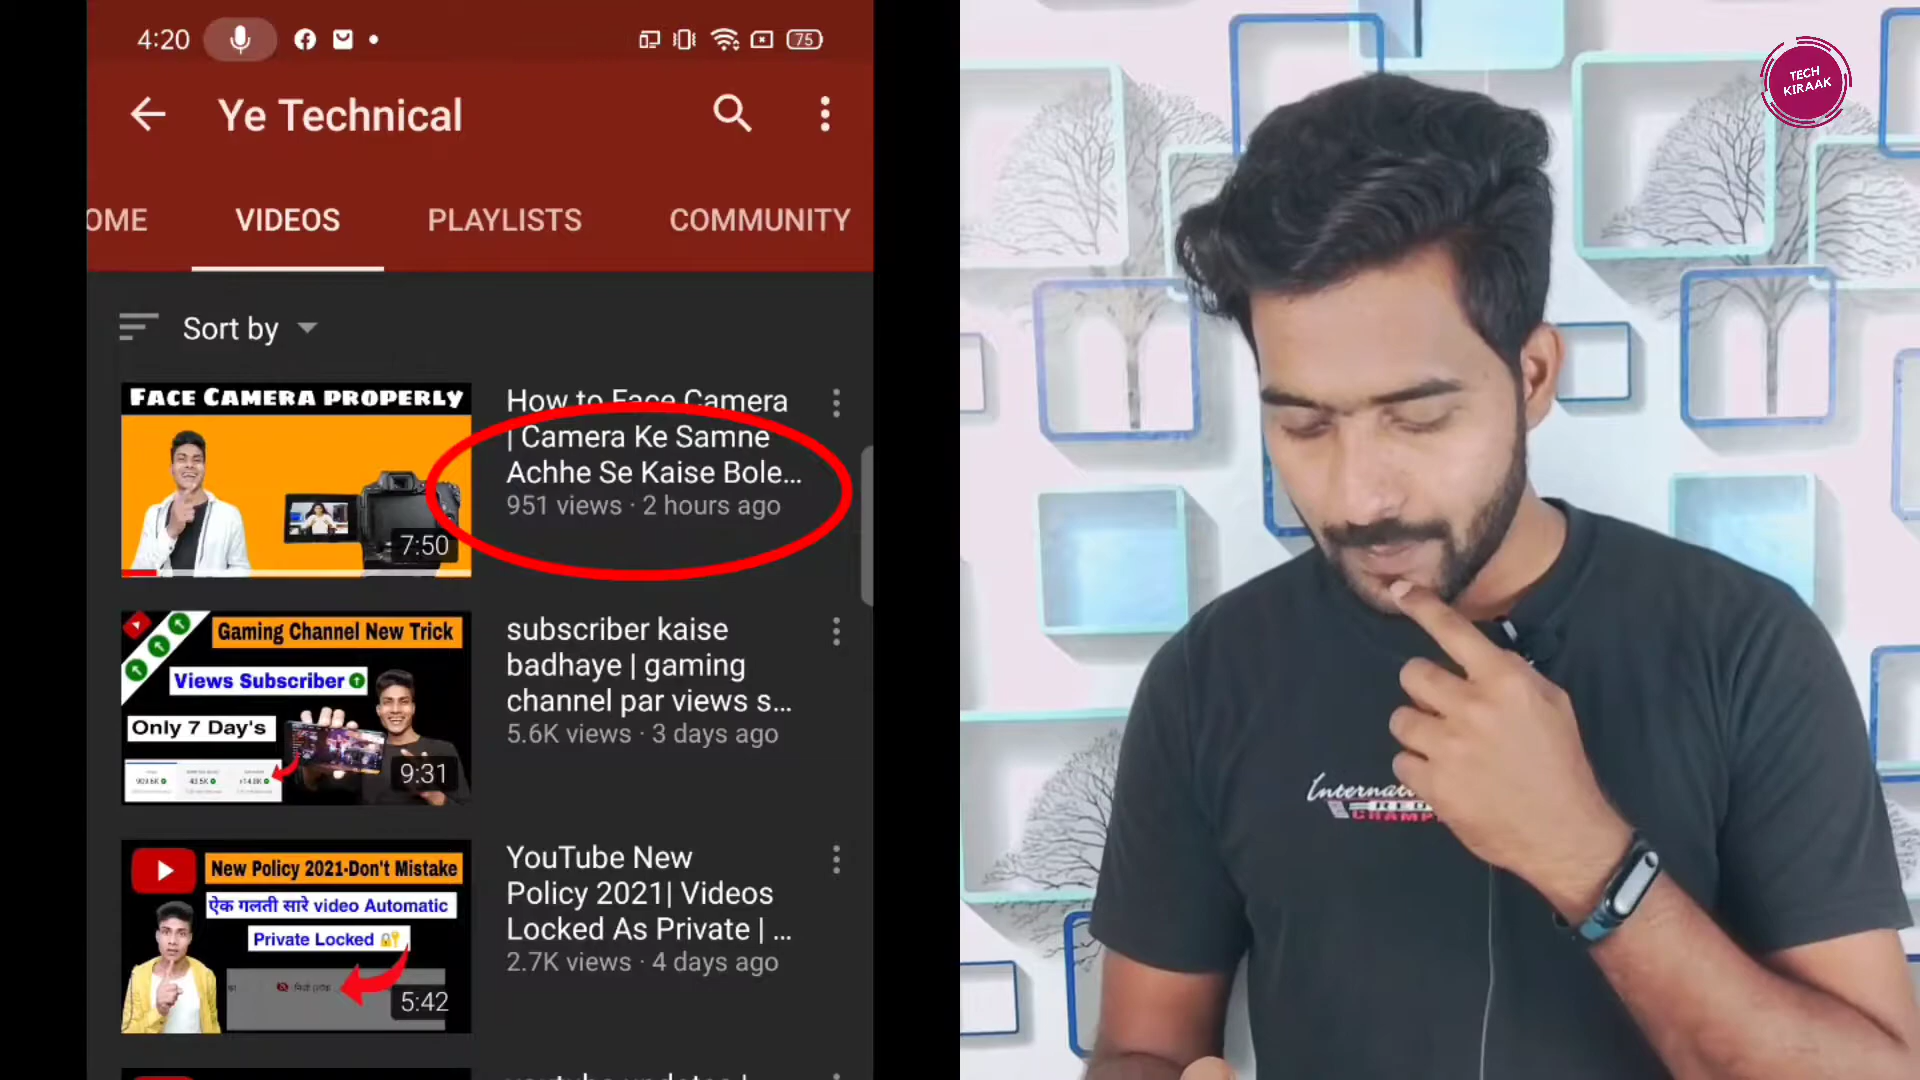 4:20
75
Ye Technical
OME
VIDEOS
PLAYLISTS
COMMUNITY
Sort by
FACE CAMERA PROPERLY
7:50
How to Face Camera
| Camera Ke Samne
Achhe Se Kaise Bole...
951 views · 2 hours ago
Gaming Channel New Trick
Views Subscriber
Only 7 Day's
9:31
subscriber kaise
badhaye | gaming
channel par views s...
5.6K views · 3 days ago
New Policy 2021-Don't Mistake
ऐक गलती सारे video Automatic
Private Locked
5:42
YouTube New
Policy 2021| Videos
Locked As Private | ...
2.7K views · 4 days ago
TECH
KIRAAK